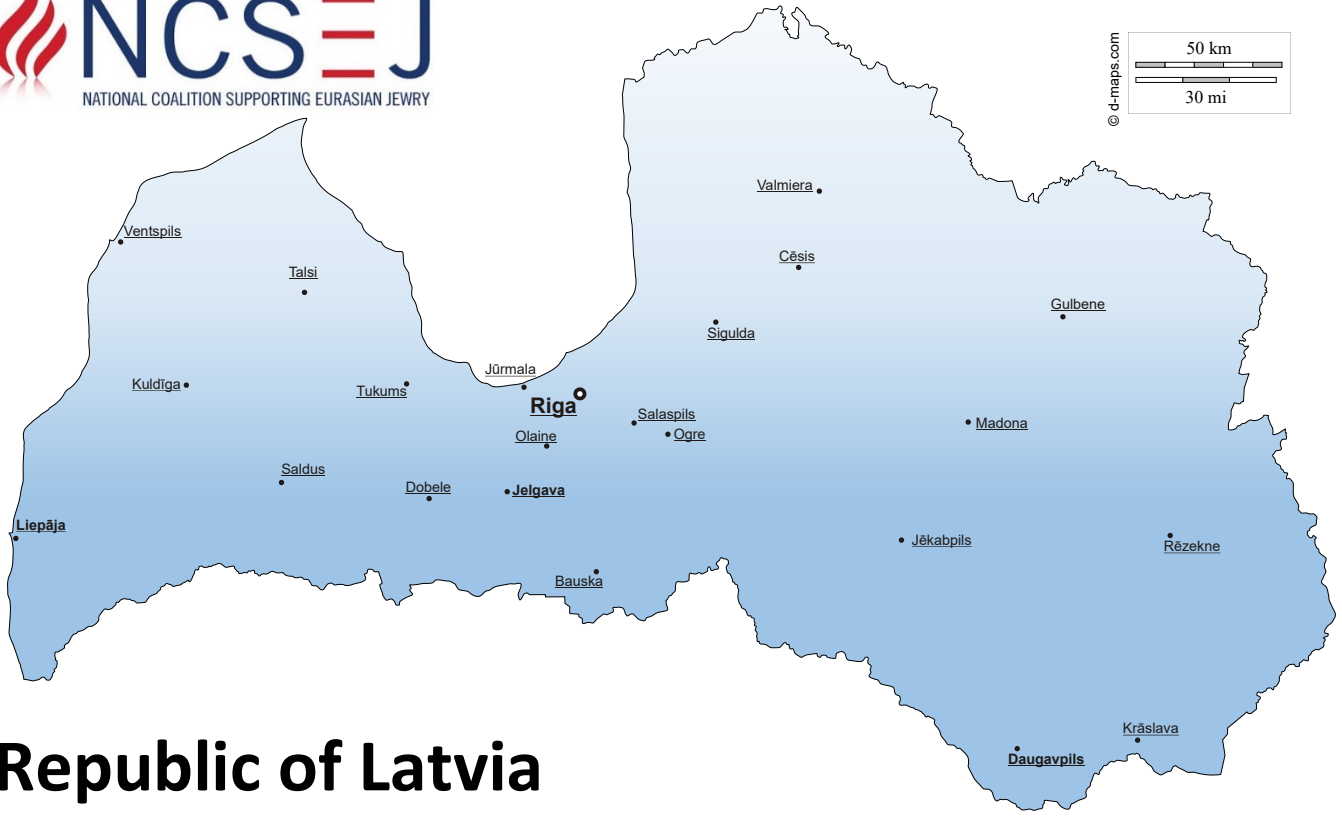 NCSEJ
NATIONAL COALITION SUPPORTING EURASIAN JEWRY
© d-maps.com
50 km
30 mi
Valmiera
Ventspils
Cēsis
Talsi
Gulbene
Sigulda
Jūrmala
Kuldīga
Tukums
Riga
Salaspils
Madona
Olaine
Ogre
Saldus
Dobele
Jelgava
Liepāja
Jēkabpils
Rēzekne
Bauska
Krāslava
Daugavpils
Republic of Latvia